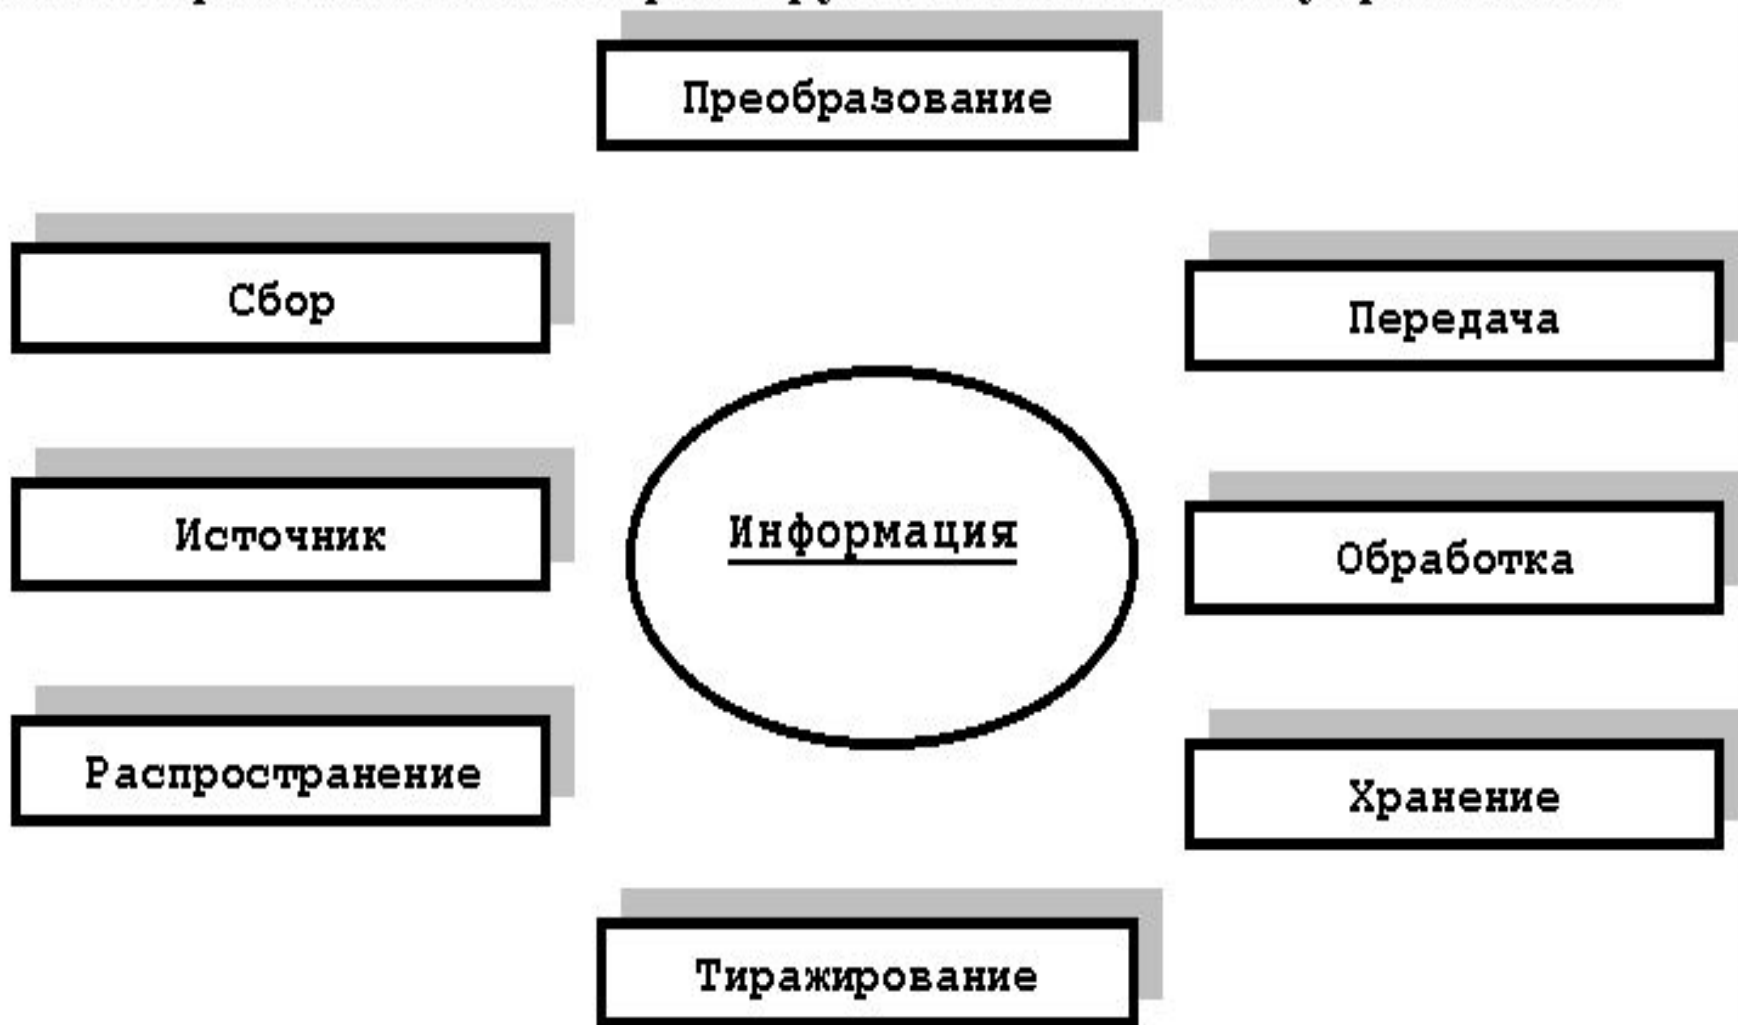 Преобразование
Сбор
Передача
Информация
Источник
Обработка
Распространение
Хранение
Тиражирование